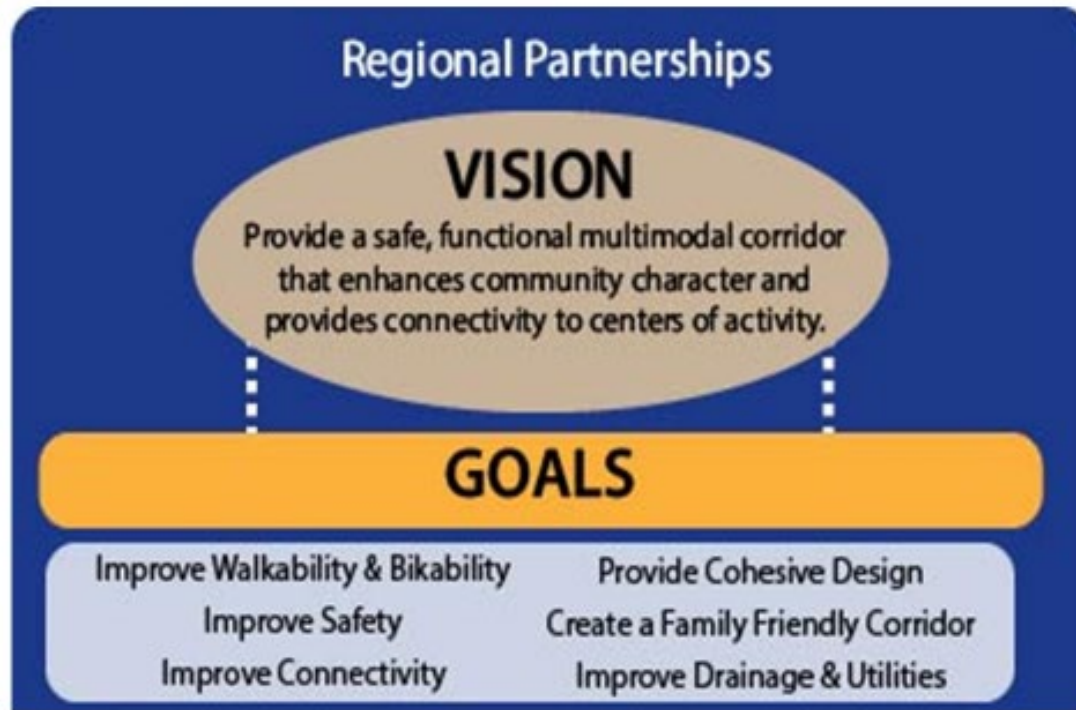 Regional Partnerships
VISION
Provide a safe, functional multimodal corridor
that enhances community character and
provides connectivity to centers of activity.
GOALS
Improve Walkability & Bikability
Improve Safety
Improve Connectivity
Provide Cohesive Design
Create a Family Friendly Corridor
Improve Drainage & Utilities